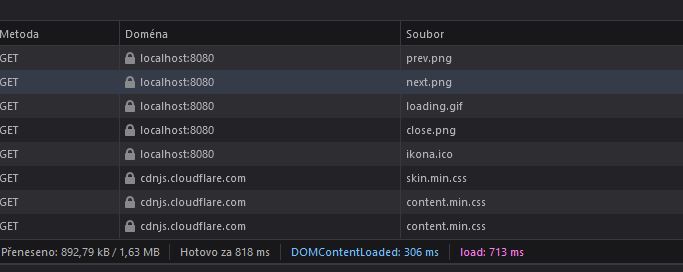 Metoda Doména Soubor
GET localhost:8080 prev.png
GET localhost:8080 next.png
GET localhost:8080 loading.gif
GET localhost:8080 close.png
GET localhost:8080 ikona.ico
GET cdnjs.cloudflare.com skin.min.css
GET cdnjs.cloudflare.com content.min.css
GET cdnjs.cloudflare.com content.min.css
Přeneseno: 892,79 kB / 1,63 MB Hotovo za 818 ms DOMContentLoaded: 306 ms load: 713 ms